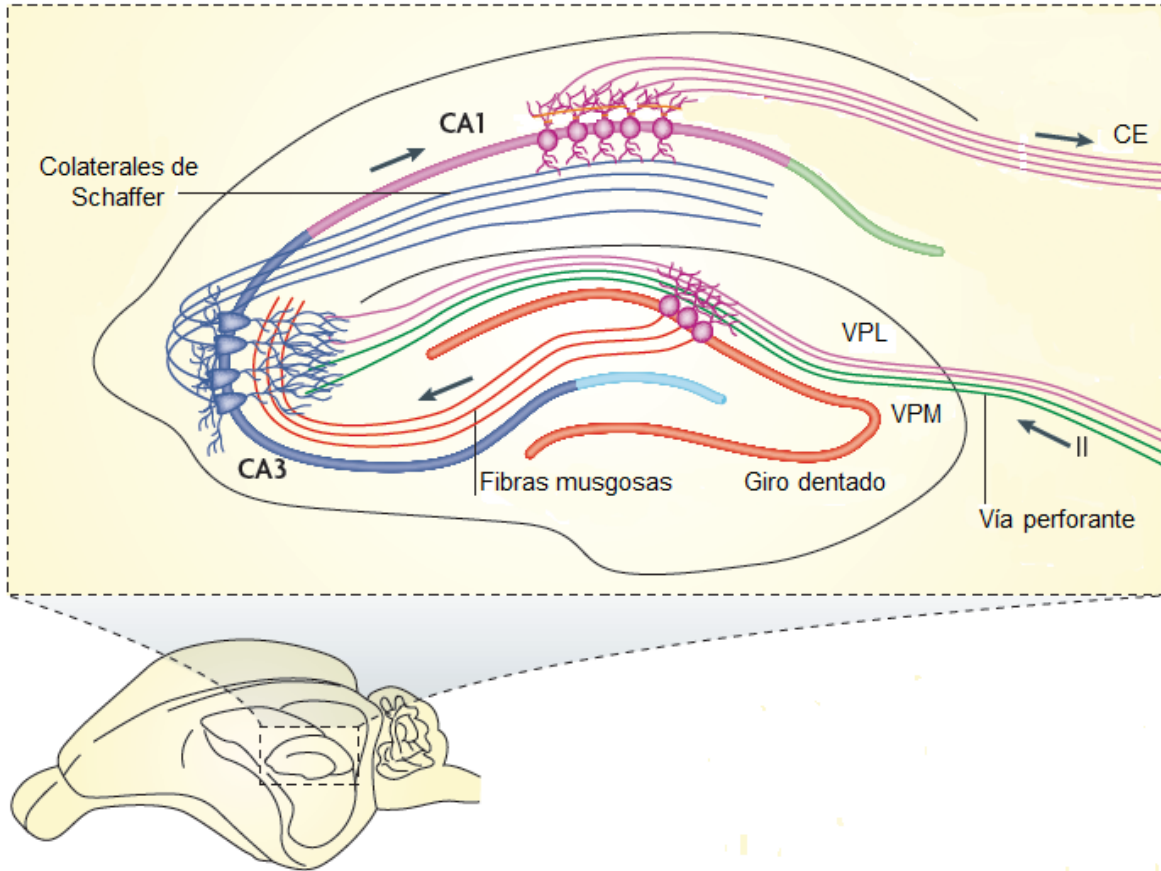 CA1
CE
Colaterales de
Schaffer
VPL
VPM
II
CA3
Fibras musgosas
Giro dentado
Vía perforante